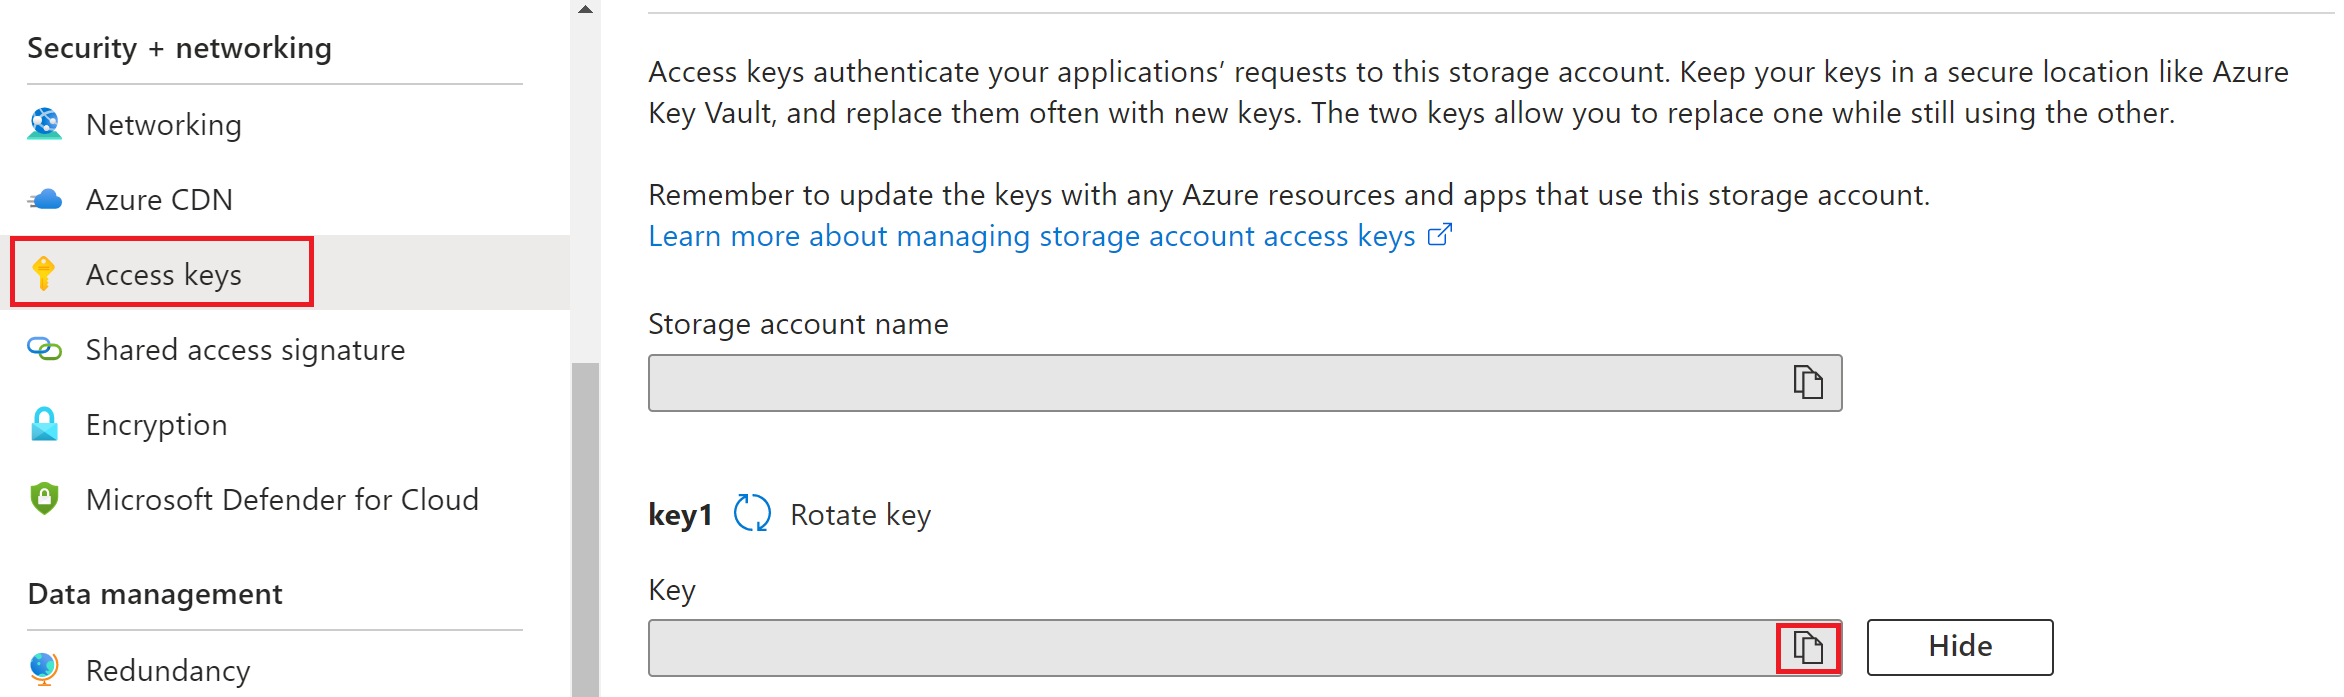 Security + networking
Networking
Azure CDN
Access keys
Shared access signature
Encryption
Microsoft Defender for Cloud
Data management
Redundancy
Access keys authenticate your applications’ requests to this storage account. Keep your keys in a secure location like Azure
Key Vault, and replace them often with new keys. The two keys allow you to replace one while still using the other.
Remember to update the keys with any Azure resources and apps that use this storage account.
Learn more about managing storage account access keys
Storage account name
key1 Rotate key
Key
Hide